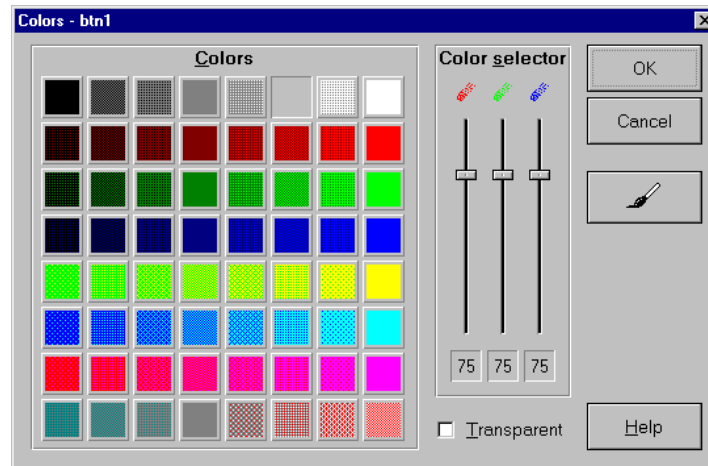 Colors - btn1
Colors
Color selector
OK
Cancel
75 75 75
Transparent
Help